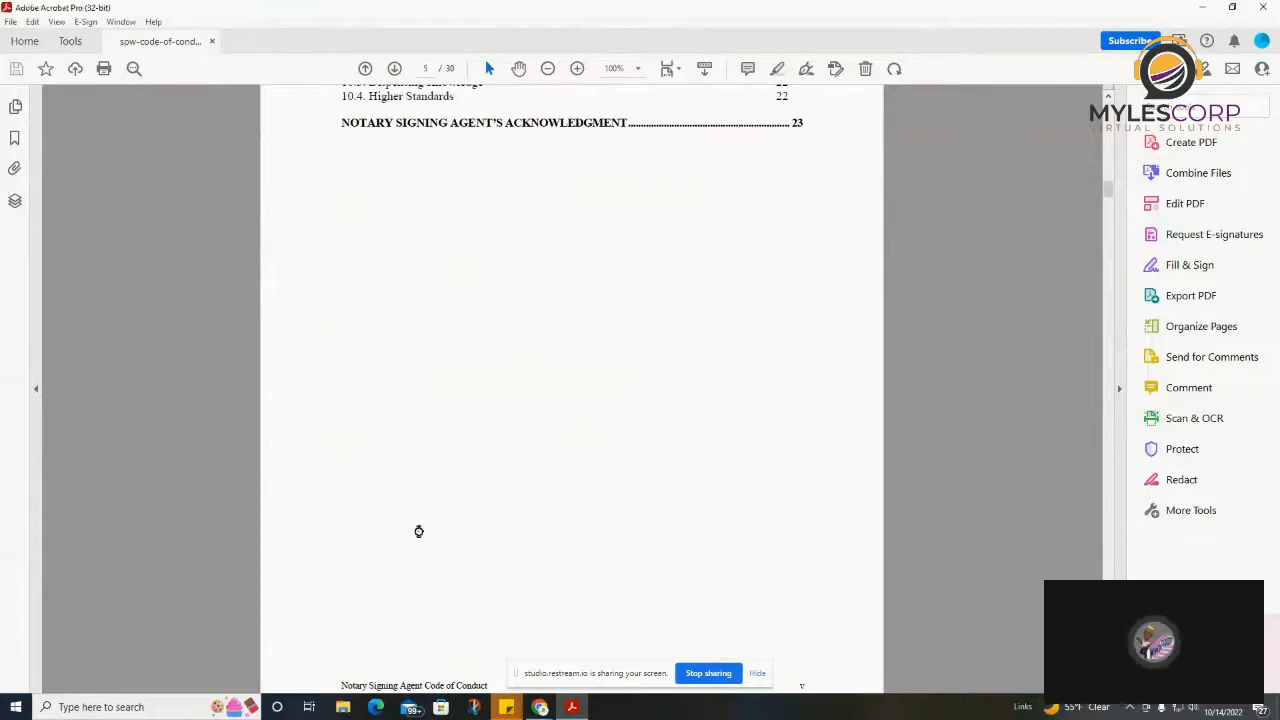 Adobe Acrobat Pro (32-bit)
File Edit View E-Sign Window Help
Home Tools spw-code-of-cond... × Subscribe
5 / 30 100%
22
10.4. Higher Standards 22
NOTARY SIGNING AGENT'S ACKNOWLEDGMENT 23
MYLESCORP
VIRTUAL SOLUTIONS
Create PDF
Combine Files
Edit PDF
Request E-signatures
Fill & Sign
Export PDF
Organize Pages
Send for Comments
Comment
Scan & OCR
Protect
Redact
More Tools
studio.restream.io is sharing your screen. Stop sharing Hide
Notary Signing Agent Code of Conduct v
Type here to search 99+ Links 55° Clear
10/14/2022 27